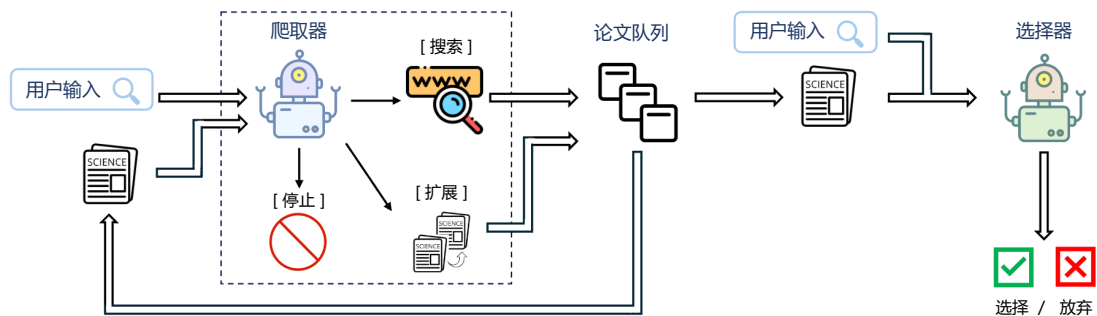 爬取器
[ 搜索 ]
www
用户输入
SCIENCE
[ 停止 ]
[ 扩展 ]
SCIENCE
SCIENCE
论文队列
用户输入
SCIENCE
选择器
选择 / 放弃